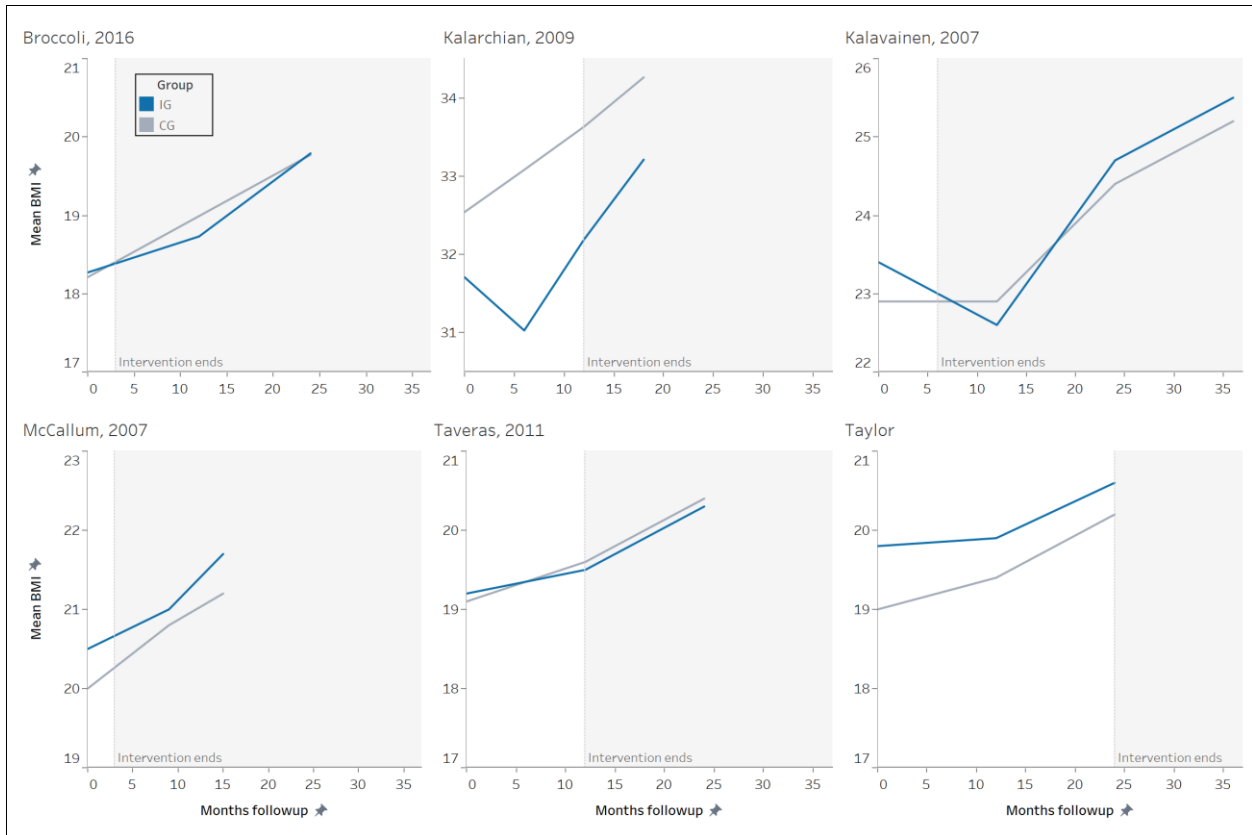 Broccoli, 2016
Kalarchian, 2009
Kalavainen, 2007
21
20
19
18
17
Mean BMI
Group
IG
CG
Intervention ends
0 5 10 15 20 25 30 35
34
33
32
31
Intervention ends
0 5 10 15 20 25 30 35
26
25
24
23
22
Intervention ends
0 5 10 15 20 25 30 35
McCallum, 2007
Taveras, 2011
Taylor
23
22
21
20
19
Mean BMI
Intervention ends
0 5 10 15 20 25 30 35
Months followup
21
20
19
18
17
Intervention ends
0 5 10 15 20 25 30 35
21
20
19
18
17
Intervention ends
0 5 10 15 20 25 30 35
Months followup